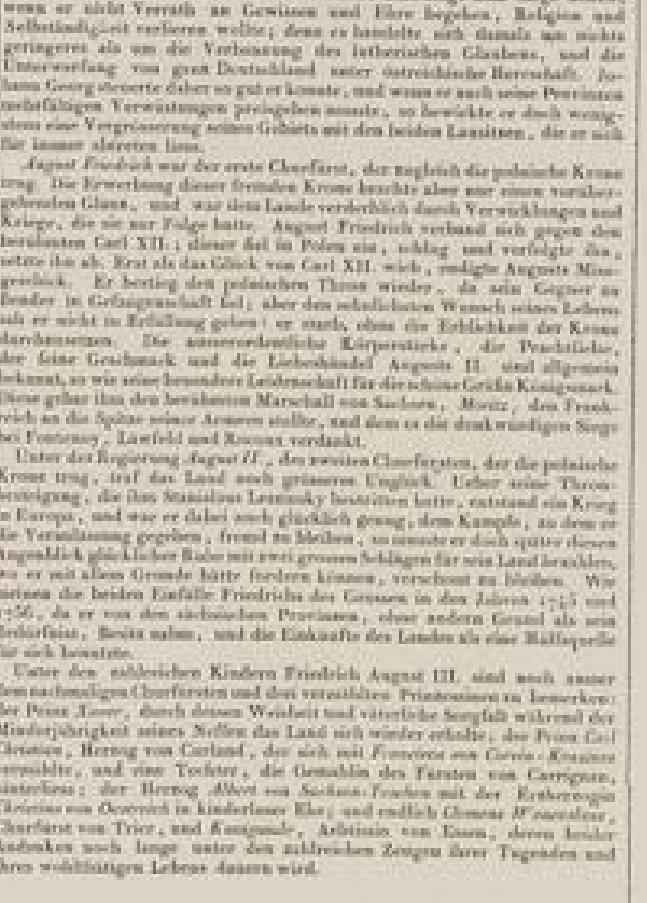 wenn er nicht Verrath an Gewissen und Ehre begehen, Religion und
Selbständigkeit verlieren wollte; denn es handelte sich damals um nichts
geringeres als um die Verbannung des lutherischen Glaubens, und die
Unterwerfung von ganz Deutschland unter östreichische Herrschaft. Jo-
hann Georg steuerte daher so gut er konnte, und wenn er auch seine Provinzen
mehrfältigen Verwüstungen preisgeben musste, so bewirkte er doch wenig-
stens eine Vergrösserung seines Gebiets mit den beiden Lausitzen, die er sich
für immer abtreten liess.
August Friedrich war der erste Churfürst, der zugleich die polnische Krone
trug. Die Erwerbung dieser fremden Krone brachte aber nur einen vorüber-
gehenden Glanz, und war dem Lande verderblich durch Verwicklungen und
Kriege, die sie zur Folge hatte. August Friedrich verband sich gegen den
berühmten Carl XII.; dieser fiel in Polen ein, schlug und verfolgte ihn,
setzte ihn ab. Erst als das Glück von Carl XII. wich, endigte Augusts Miss-
geschick. Er bestieg den polnischen Thron wieder, da sein Gegner zu
Bender in Gefangenschaft fiel; aber den sehnlichsten Wunsch seines Lebens
sah er nicht in Erfüllung gehen: er starb, ohne die Erblichkeit der Krone
durchzusetzen. Die ausserordentliche Körperstärke, die Prachtliebe,
der feine Geschmack und die Liebeshändel Augusts II. sind allgemein
bekannt, so wie seine besondere Leidenschaft für die schöne Gräfin Königsmark.
Diese gebar ihm den berühmten Marschall von Sachsen, Moritz, den Frank-
reich an die Spitze seiner Armeen stellte, und dem es die denkwürdigen Siege
bei Fontenoy, Lawfeld und Rocoux verdankt.
Unter der Regierung August II., des zweiten Churfürsten, der die polnische
Krone trug, traf das Land noch grösseres Unglück. Ueber seine Thron-
besteigung, die ihm Stanislaus Leszinsky bestritten hatte, entstand ein Krieg
in Europa, und war er dabei auch glücklich genug, dem Kampfe, zu dem er
die Veranlassung gegeben, fremd zu bleiben, so musste er doch später diesen
Augenblick glücklicher Ruhe mit zwei grossen Schlägen für sein Land bezahlen,
wo er mit allem Grunde hätte fordern können, verschont zu bleiben. Wir
meinen die beiden Einfälle Friedrichs des Grossen in den Jahren 1745 und
1756, da er von den sächsischen Provinzen, ohne andern Grund als sein
Bedürfniss, Besitz nahm, und die Einkünfte des Landes als eine Hülfsquelle
für sich benutzte.
Unter den zahlreichen Kindern Friedrich August III. sind noch ausser
dem nachmaligen Churfürsten und drei vermählten Prinzessinnen zu bemerken:
der Prinz Xaver, durch dessen Weisheit und väterliche Sorgfalt während der
Minderjährigkeit seines Neffen das Land sich wieder erholte, der Prinz Carl
Christian, Herzog von Curland, der sich mit Franzisca von Corvin-Krasinska
vermählte, und eine Tochter, die Gemahlin des Fürsten von Carrignan,
hinterliess; der Herzog Albert von Sachsen-Teschen mit der Erzherzogin
Christine von Oesterreich in kinderloser Ehe; und endlich Clemens Wenceslaus,
Churfürst von Trier, und Kunigunde, Aebtissin von Essen, deren beider
Andenken noch lange unter den zahlreichen Zeugen ihrer Tugenden und
ihres wohlthätigen Lebens dauern wird.